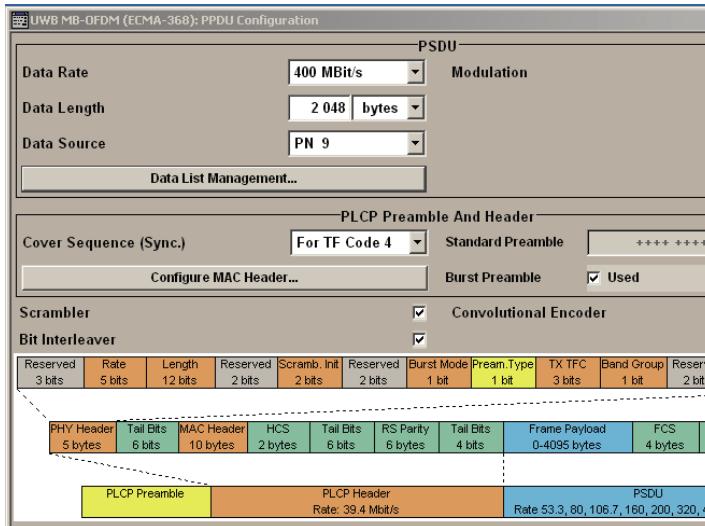 UWB MB-OFDM (ECMA-368): PPDU Configuration
PSDU
Data Rate 400 MBit/s Modulation
Data Length 2 048 bytes
Data Source PN 9
Data List Management...
PLCP Preamble And Header
Cover Sequence (Sync.) For TF Code 4 Standard Preamble ++++ ++++
Configure MAC Header... Burst Preamble Used
Scrambler Convolutional Encoder
Bit Interleaver
Reserved Rate Length Reserved Scramb. Init Reserved Burst Mode Pream.Type TX TFC Band Group Reser
3 bits 5 bits 12 bits 2 bits 2 bits 2 bits 1 bit 1 bit 3 bits 1 bit 2 bit
PHY Header Tail Bits MAC Header HCS Tail Bits RS Parity Tail Bits Frame Payload FCS
5 bytes 6 bits 10 bytes 2 bytes 6 bits 6 bytes 4 bits 0-4095 bytes 4 bytes
PLCP Preamble PLCP Header PSDU
Rate: 39.4 Mbit/s Rate 53.3, 80, 106.7, 160, 200, 320, 4